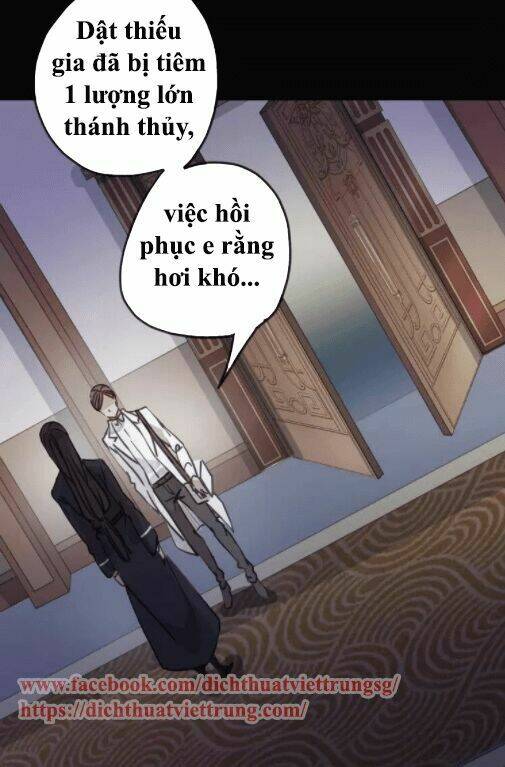 Dật thiếu
gia đã bị tiêm
1 lượng lớn
thánh thủy,
việc hồi
phục e rằng
hơi khó...
www.facebook.com/dichthuatviettrungsg/
https://dichthuatviettrung.com/